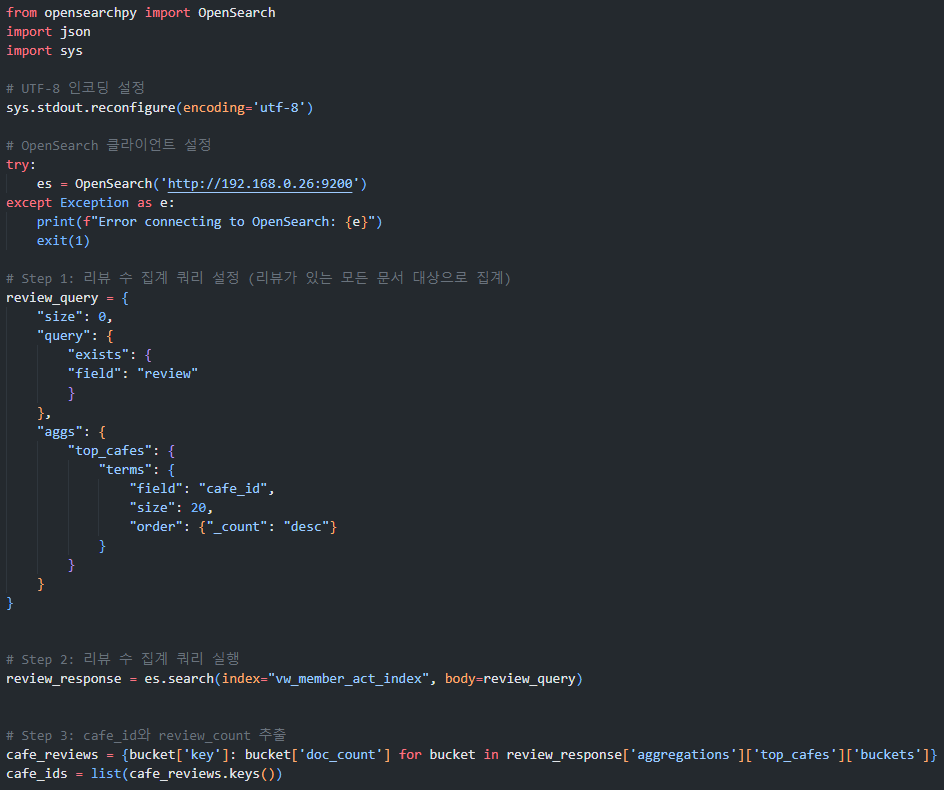 from opensearchpy import OpenSearch
import json
import sys

# UTF-8 인코딩 설정
sys.stdout.reconfigure(encoding='utf-8')

# OpenSearch 클라이언트 설정
try:
    es = OpenSearch('http://192.168.0.26:9200')
except Exception as e:
    print(f"Error connecting to OpenSearch: {e}")
    exit(1)

# Step 1: 리뷰 수 집계 쿼리 설정 (리뷰가 있는 모든 문서 대상으로 집계)
review_query = {
    "size": 0,
    "query": {
        "exists": {
        "field": "review"
        }
    },
    "aggs": {
        "top_cafes": {
            "terms": {
                "field": "cafe_id",
                "size": 20,
                "order": {"_count": "desc"}
            }
        }
    }
}


# Step 2: 리뷰 수 집계 쿼리 실행
review_response = es.search(index="vw_member_act_index", body=review_query)


# Step 3: cafe_id와 review_count 추출
cafe_reviews = {bucket['key']: bucket['doc_count'] for bucket in review_response['aggregations']['top_cafes']['buckets']}
cafe_ids = list(cafe_reviews.keys())